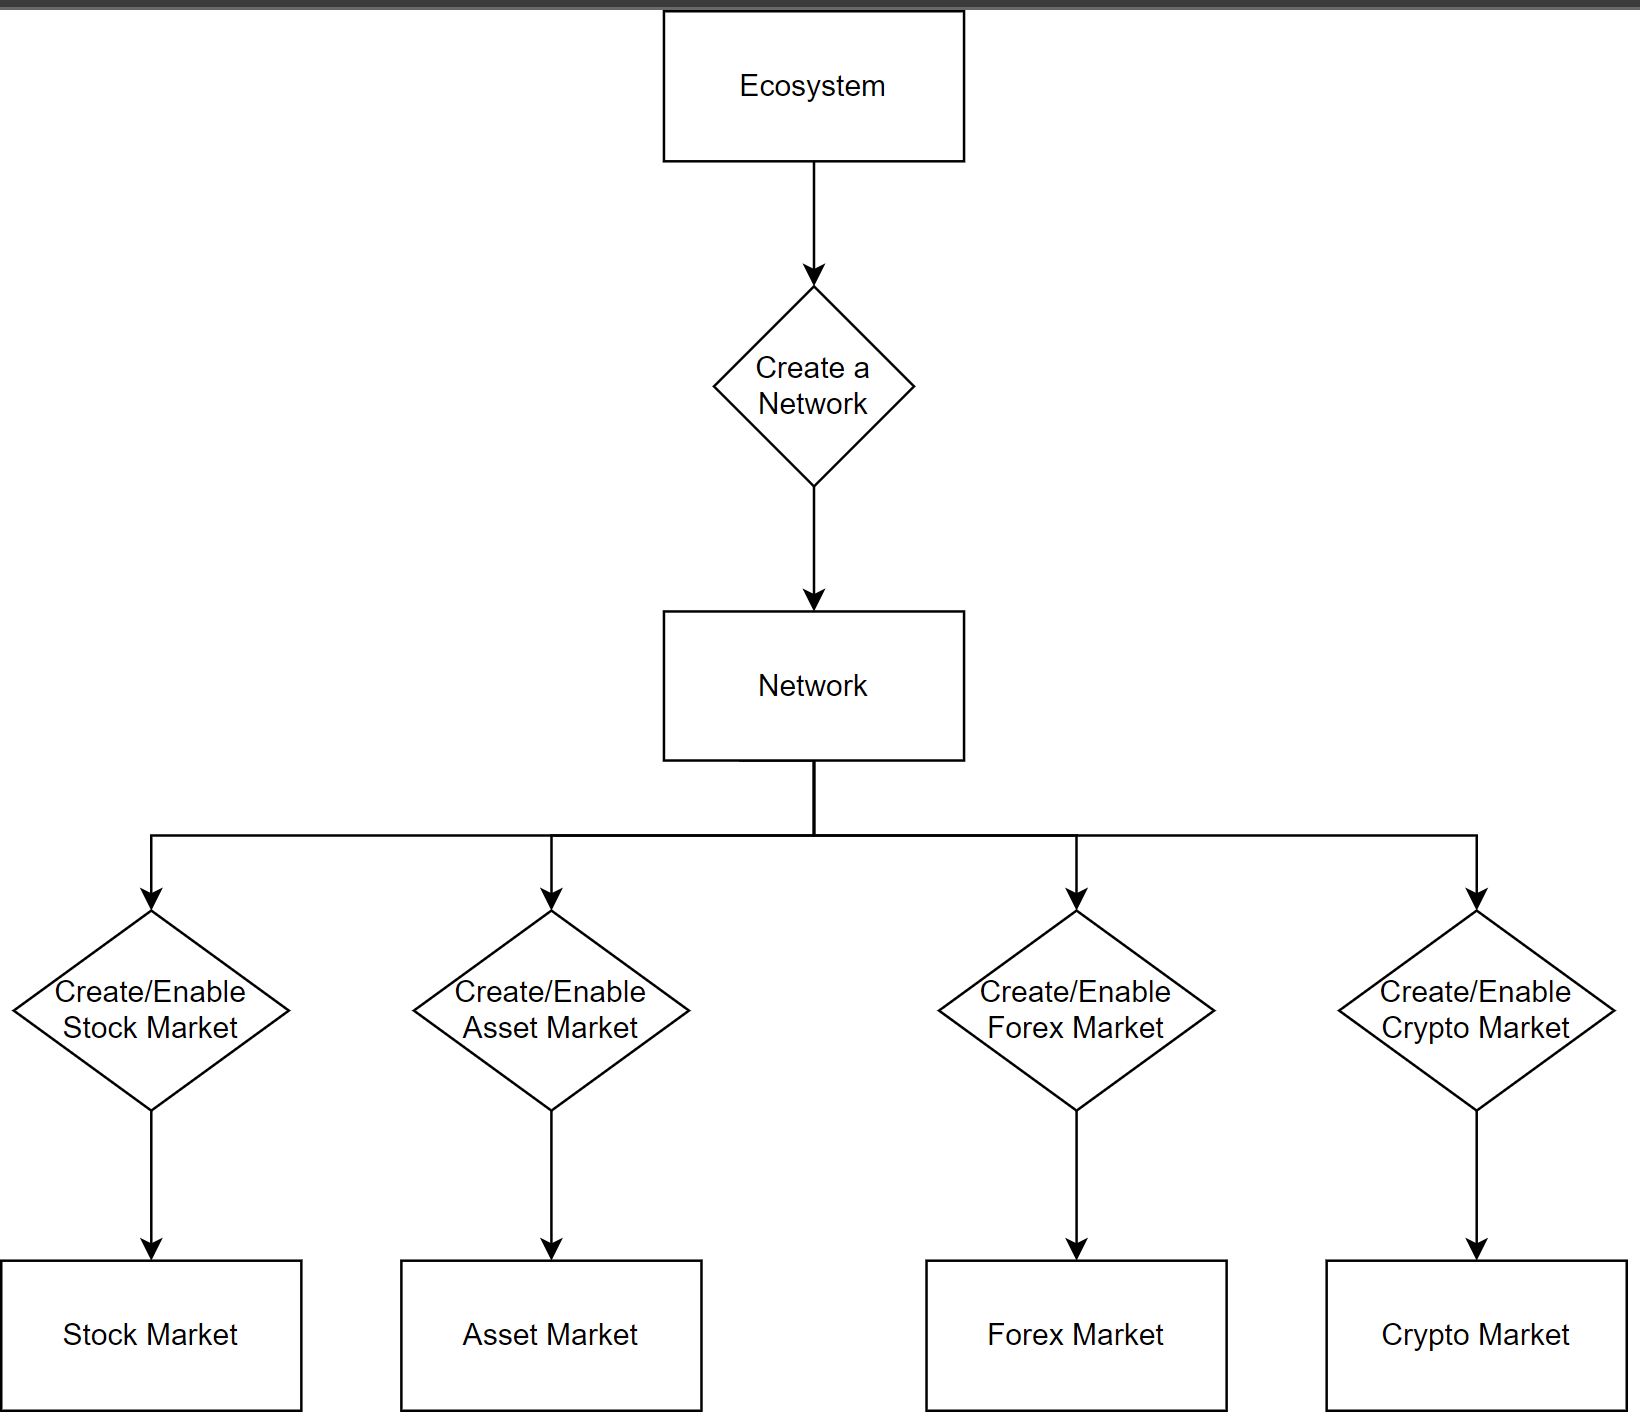 Ecosystem
Create a
Network
Network
Create/Enable
Stock Market
Create/Enable
Asset Market
Create/Enable
Forex Market
Create/Enable
Crypto Market
Stock Market
Asset Market
Forex Market
Crypto Market